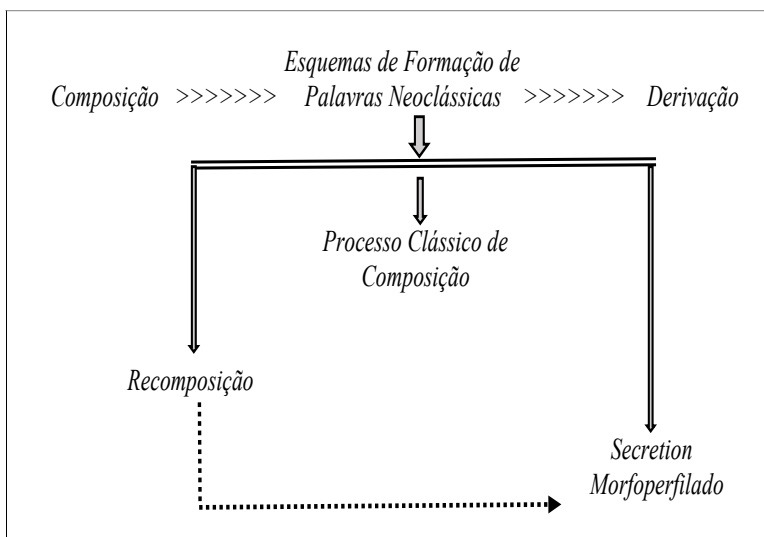 Esquemas de Formação de
Composição >>>>>>> Palavras Neoclássicas >>>>>>> Derivação
Processo Clássico de
Composição
Recomposição
Secretion
Morfoperfilado